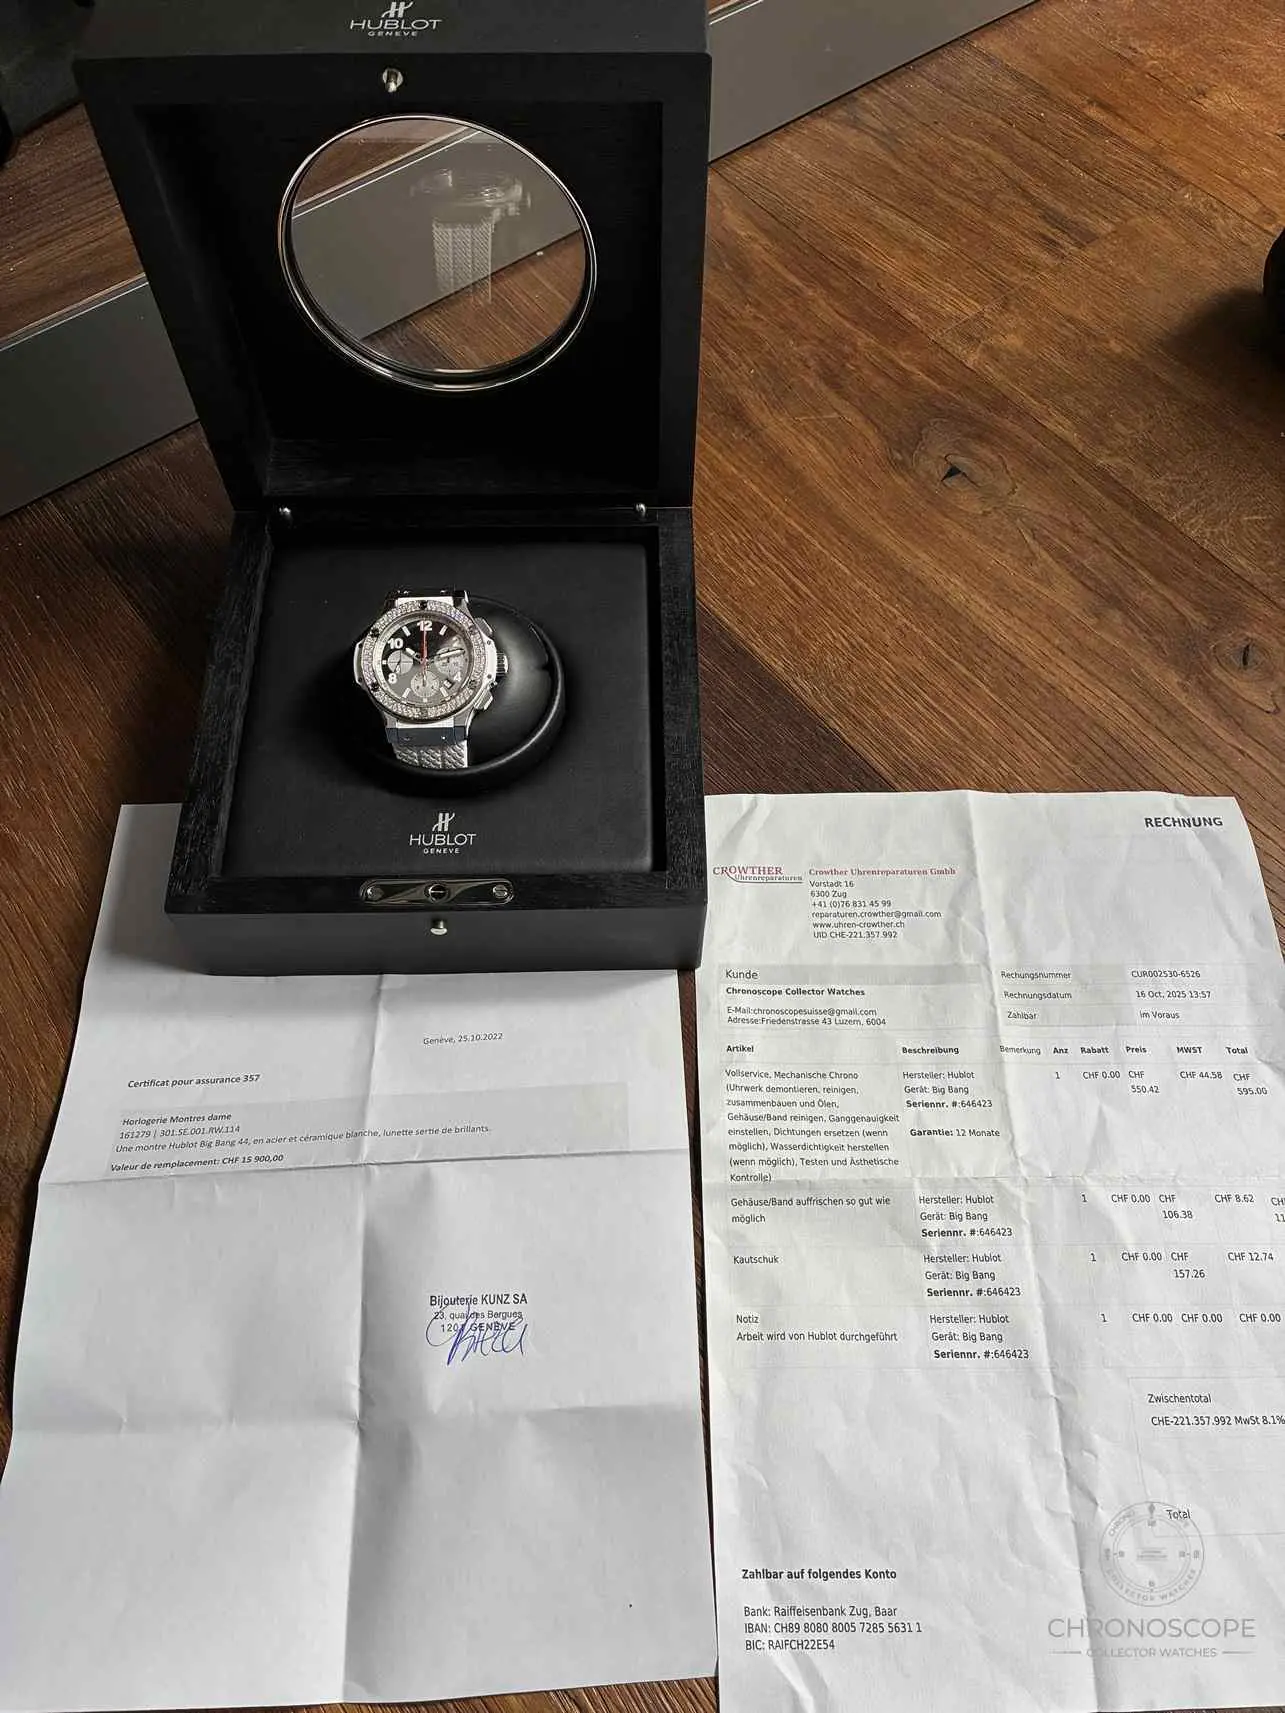 HUBLOT
GENEVE
12
10
8
HUBLOT
GENEVE
Genève, 25.10.2022
Certificat pour assurance 357
Horlogerie Montres dame
161279 | 301.SE.001.RW.114
Une montre Hublot Big Bang 44, en acier et céramique blanche, lunette sertie de brillants.
Valeur de remplacement: CHF 15 900,00
Bijouterie KUNZ SA
23, quai des Bergues
GENÈVE
RECHNUNG
CROWTHER
Uhrenreparaturen
Crowther Uhrenreparaturen Gmbh
Vorstadt 16
6300 Zug
+41 (0)76 831 45 99
reparaturen.crowther@gmail.com
www.uhren-crowther.ch
UID CHE-221.357.992
Kunde
Chronoscope Collector Watches
E-Mail:chronoscopesuisse@gmail.com
Adresse:Friedenstrasse 43 Luzern, 6004
Rechungsnummer CUR002530-6526
Rechnungsdatum 16 Oct, 2025 13:57
Zahlbar im Voraus
Artikel Beschreibung Bemerkung Anz Rabatt Preis MWST Total
Vollservice, Mechanische Chrono Hersteller: Hublot 1 CHF 0.00 CHF CHF 44.58 CHF
(Uhrwerk demontieren, reinigen, Gerät: Big Bang 550.42 595.00
zusammenbauen und Ölen, Seriennr. #:646423
Gehäuse/Band reinigen, Ganggenauigkeit
einstellen, Dichtungen ersetzen (wenn Garantie: 12 Monate
möglich), Wasserdichtigkeit herstellen
(wenn möglich), Testen und Ästhetische
Kontrolle)
Gehäuse/Band auffrischen so gut wie Hersteller: Hublot 1 CHF 0.00 CHF CHF 8.62
möglich Gerät: Big Bang 106.38
Seriennr. #:646423
Kautschuk Hersteller: Hublot 1 CHF 0.00 CHF CHF 12.74
Gerät: Big Bang 157.26
Seriennr. #:646423
Notiz Hersteller: Hublot 1 CHF 0.00 CHF 0.00 CHF 0.00
Arbeit wird von Hublot durchgeführt Gerät: Big Bang
Seriennr. #:646423
Zwischentotal
CHE-221.357.992 MwSt 8.1%
Total
Zahlbar auf folgendes Konto
Bank: Raiffeisenbank Zug, Baar
IBAN: CH89 8080 8005 7285 5631 1
BIC: RAIFCH22E54
COLLECTOR WATCHES
CHRONOSCOPE
COLLECTOR WATCHES